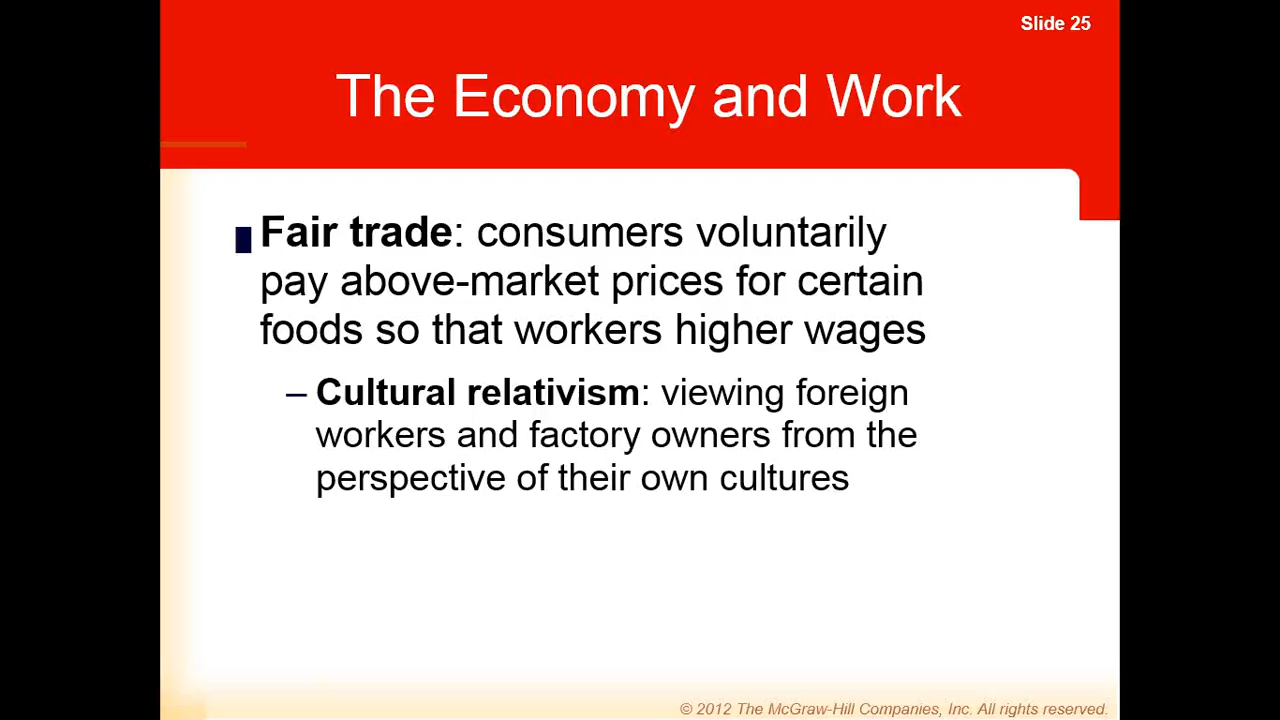 Slide 25
The Economy and Work
Fair trade: consumers voluntarily
pay above-market prices for certain
foods so that workers higher wages
– Cultural relativism: viewing foreign
workers and factory owners from the
perspective of their own cultures
© 2012 The McGraw-Hill Companies, Inc. All rights reserved.